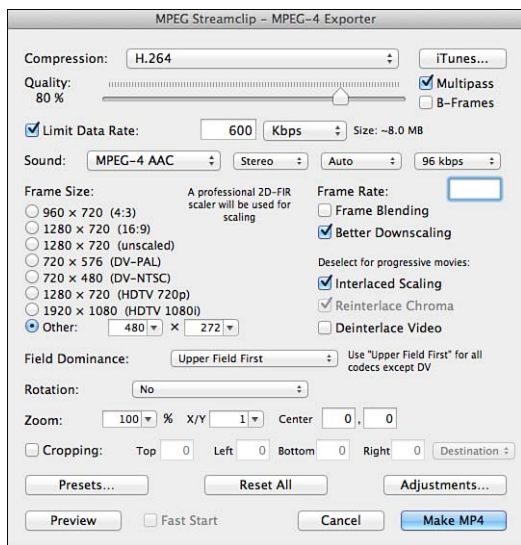 MPEG Streamclip – MPEG-4 Exporter
Compression: H.264 iTunes...
Quality: 80 % Multipass
B-Frames
Limit Data Rate: 600 Kbps Size: ~8.0 MB
Sound: MPEG-4 AAC Stereo Auto 96 kbps
Frame Size:
A professional 2D-FIR scaler will be used for scaling
960 × 720 (4:3)
1280 × 720 (16:9)
1280 × 720 (unscaled)
720 × 576 (DV-PAL)
720 × 480 (DV-NTSC)
1280 × 720 (HDTV 720p)
1920 × 1080 (HDTV 1080i)
Other: 480 × 272
Frame Rate:
Frame Blending
Better Downscaling
Deselect for progressive movies:
Interlaced Scaling
Reinterlace Chroma
Deinterlace Video
Field Dominance: Upper Field First Use "Upper Field First" for all codecs except DV
Rotation: No
Zoom: 100 % X/Y 1 Center 0 , 0
Cropping: Top 0 Left 0 Bottom 0 Right 0 Destination
Presets... Reset All Adjustments...
Preview Fast Start Cancel Make MP4